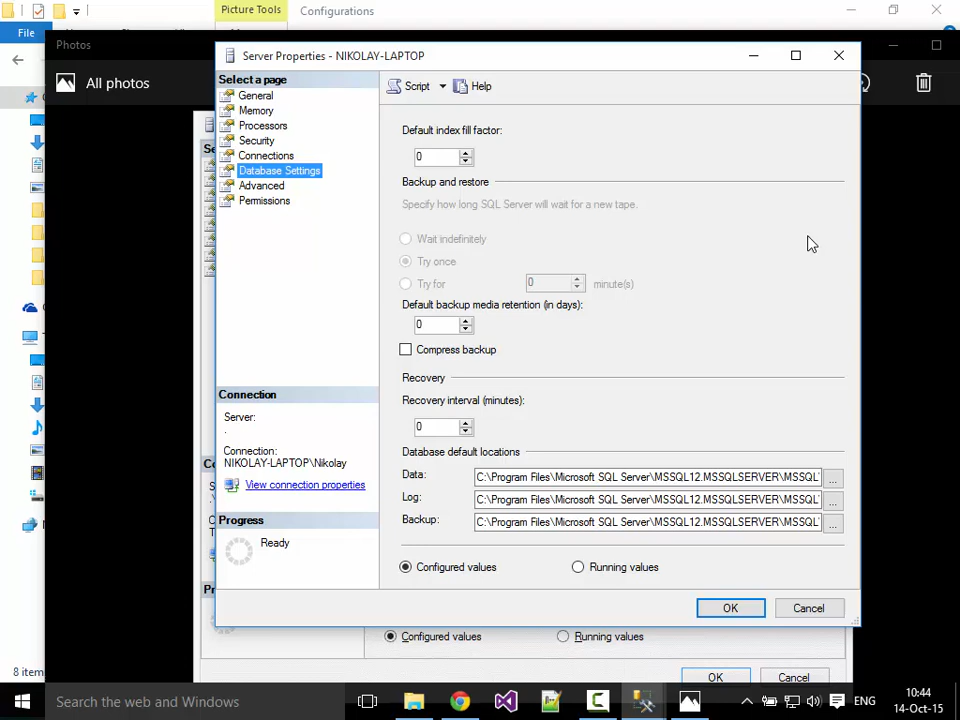 Picture Tools
Configurations
File
Photos
All photos
Server Properties - NIKOLAY-LAPTOP
Select a page
General
Memory
Processors
Security
Connections
Database Settings
Advanced
Permissions
Script
Help
Default index fill factor:
0
Backup and restore
Specify how long SQL Server will wait for a new tape.
Wait indefinitely
Try once
Try for
0
minute(s)
Default backup media retention (in days):
0
Compress backup
Recovery
Recovery interval (minutes):
0
Database default locations
Data:
C:\Program Files\Microsoft SQL Server\MSSQL12.MSSQLSERVER\MSSQL
...
Log:
C:\Program Files\Microsoft SQL Server\MSSQL12.MSSQLSERVER\MSSQL
...
Backup:
C:\Program Files\Microsoft SQL Server\MSSQL12.MSSQLSERVER\MSSQL
...
Configured values
Running values
OK
Cancel
Connection
Server:
.
Connection:
NIKOLAY-LAPTOP\Nikolay
View connection properties
Progress
Ready
Configured values
Running values
OK
Cancel
8 item
Search the web and Windows
ENG
10:44
14-Oct-15